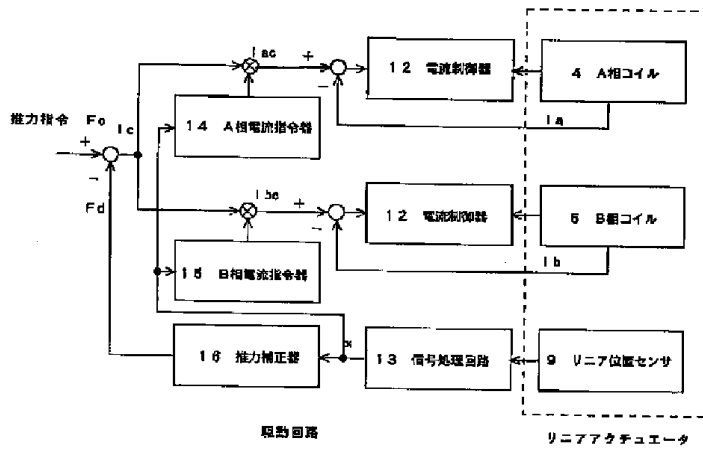 Iac
+
−
12 電流制御器
4 A相コイル
推力指令 Fo
Ic
+
−
Fd
14 A相電流指令器
Ia
Ibc
+
−
12 電流制御器
6 B相コイル
15 B相電流指令器
Ib
x
16 推力補正器
13 信号処理回路
9 リニア位置センサ
駆動回路
リニアアクチュエータ